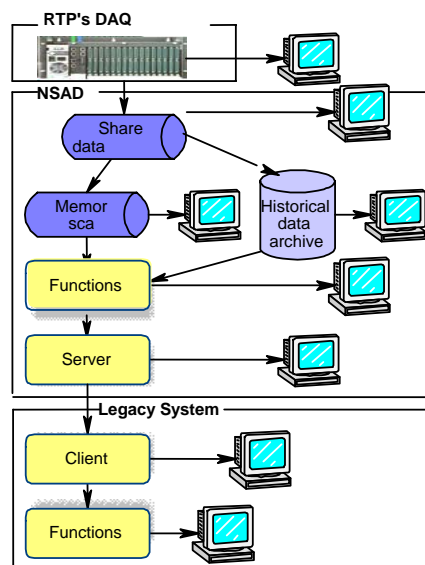 RTP's DAQ
NSAD
Share
data
Memor
sca
Historical
data
archive
Functions
Server
Legacy System
Client
Functions